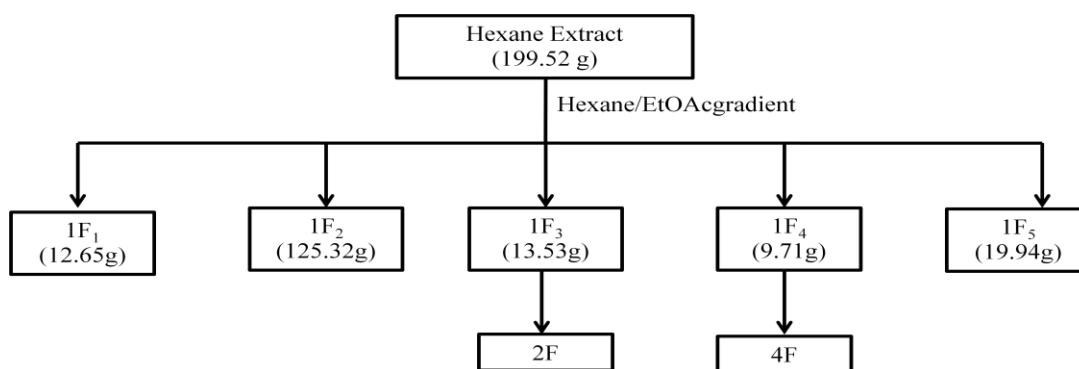 Hexane Extract
(199.52 g)
Hexane/EtOAcgradient
1F₁
(12.65g)
1F₂
(125.32g)
1F₃
(13.53g)
1F₄
(9.71g)
1F₅
(19.94g)
2F
4F